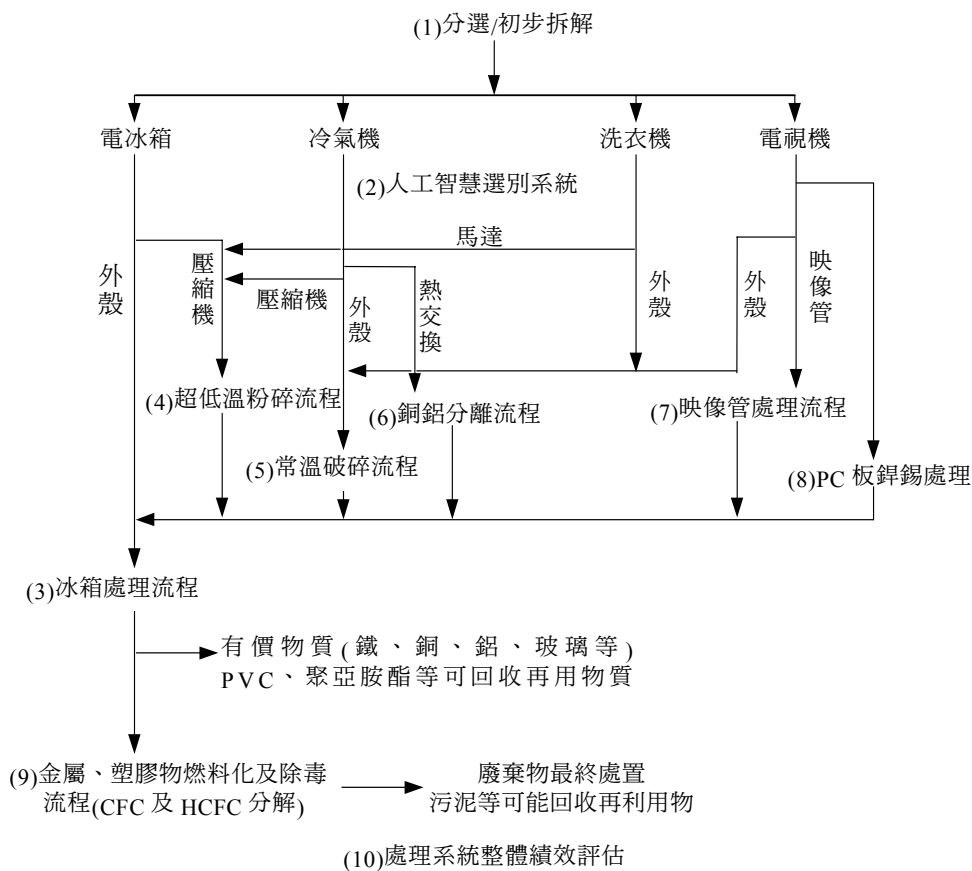 (1)分選/初步拆解
電冰箱
冷氣機
洗衣機
電視機
(2)人工智慧選別系統
馬達
外殼
壓縮機
壓縮機
外殼
熱交換
外殼
外殼
映像管
(4)超低溫粉碎流程
(6)銅鋁分離流程
(7)映像管處理流程
(5)常溫破碎流程
(8)PC 板銲錫處理
(3)冰箱處理流程
有價物質(鐵、銅、鋁、玻璃等)
PVC、聚亞胺酯等可回收再用物質
(9)金屬、塑膠物燃料化及除毒
流程(CFC 及 HCFC 分解)
廢棄物最終處置
污泥等可能回收再利用物
(10)處理系統整體績效評估